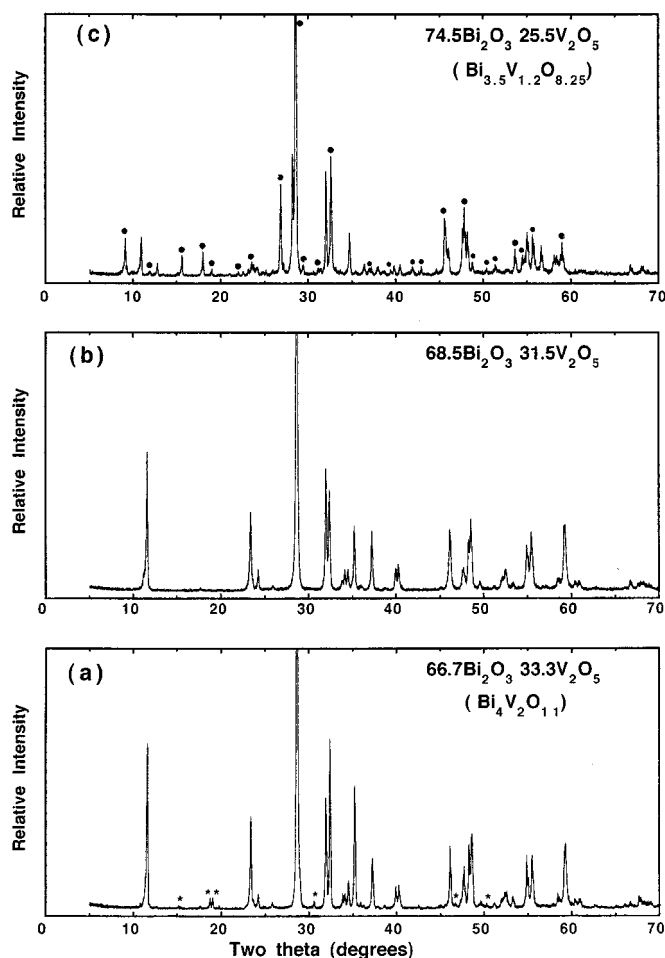 (c)
74.5Bi₂O₃ 25.5V₂O₅
( Bi₃.₅V₁.₂O₈.₂₅)
Relative Intensity
0 10 20 30 40 50 60 70
(b)
68.5Bi₂O₃ 31.5V₂O₅
Relative Intensity
0 10 20 30 40 50 60 70
(a)
66.7Bi₂O₃ 33.3V₂O₅
( Bi₄V₂O₁₁)
Relative Intensity
* * * * * *
0 10 20 30 40 50 60 70
Two theta (degrees)